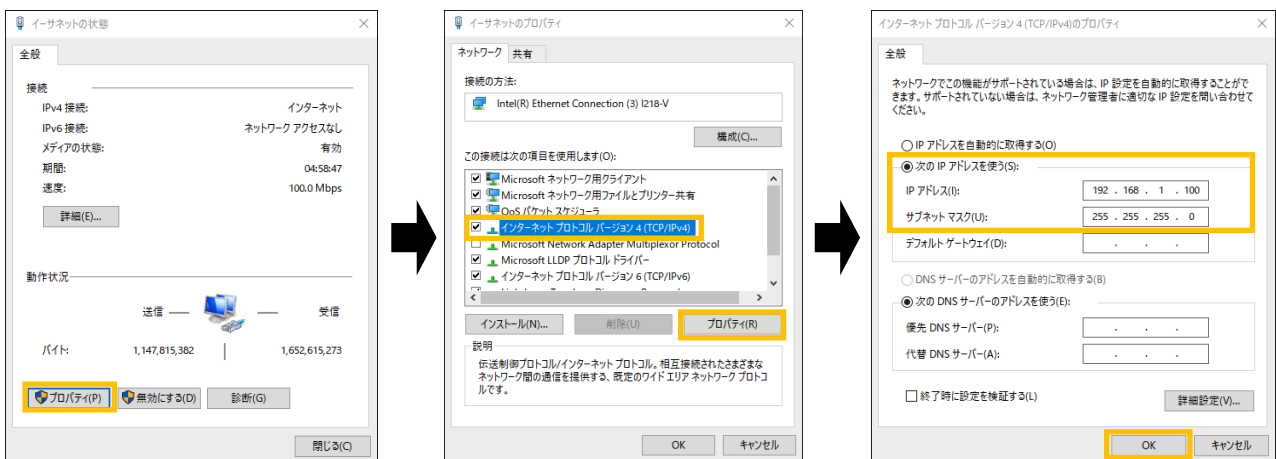 イーサネットの状態
全般
接続
IPv4 接続: インターネット
IPv6 接続: ネットワーク アクセスなし
メディアの状態: 有効
期間: 04:58:47
速度: 100.0 Mbps
詳細(E)...
動作状況
送信 受信
バイト: 1,147,815,382 1,652,615,273
プロパティ(P) 無効にする(D) 診断(G)
閉じる(C)
イーサネットのプロパティ
ネットワーク 共有
接続の方法:
Intel(R) Ethernet Connection (3) I218-V
構成(C)...
この接続は次の項目を使用します(O):
Microsoft ネットワーク用クライアント
Microsoft ネットワーク用ファイルとプリンター共有
QoS パケット スケジューラ
インターネット プロトコル バージョン 4 (TCP/IPv4)
Microsoft Network Adapter Multiplexor Protocol
Microsoft LLDP プロトコル ドライバー
インターネット プロトコル バージョン 6 (TCP/IPv6)
インストール(N)... 削除(U) プロパティ(R)
説明
伝送制御プロトコル/インターネット プロトコル。相互接続されたさまざまな
ネットワーク間の通信を提供する、既定のワイド エリア ネットワーク プロトコ
ルです。
OK キャンセル
インターネット プロトコル バージョン 4 (TCP/IPv4)のプロパティ
全般
ネットワークでこの機能がサポートされている場合は、IP 設定を自動的に取得することがで
きます。サポートされていない場合は、ネットワーク管理者に適切な IP 設定を問い合わせて
ください。
IP アドレスを自動的に取得する(O)
次の IP アドレスを使う(S):
IP アドレス(I): 192 . 168 . 1 . 100
サブネット マスク(U): 255 . 255 . 255 . 0
デフォルト ゲートウェイ(D): . . .
DNS サーバーのアドレスを自動的に取得する(B)
次の DNS サーバーのアドレスを使う(E):
優先 DNS サーバー(P): . . .
代替 DNS サーバー(A): . . .
終了時に設定を検証する(L)
詳細設定(V)...
OK キャンセル